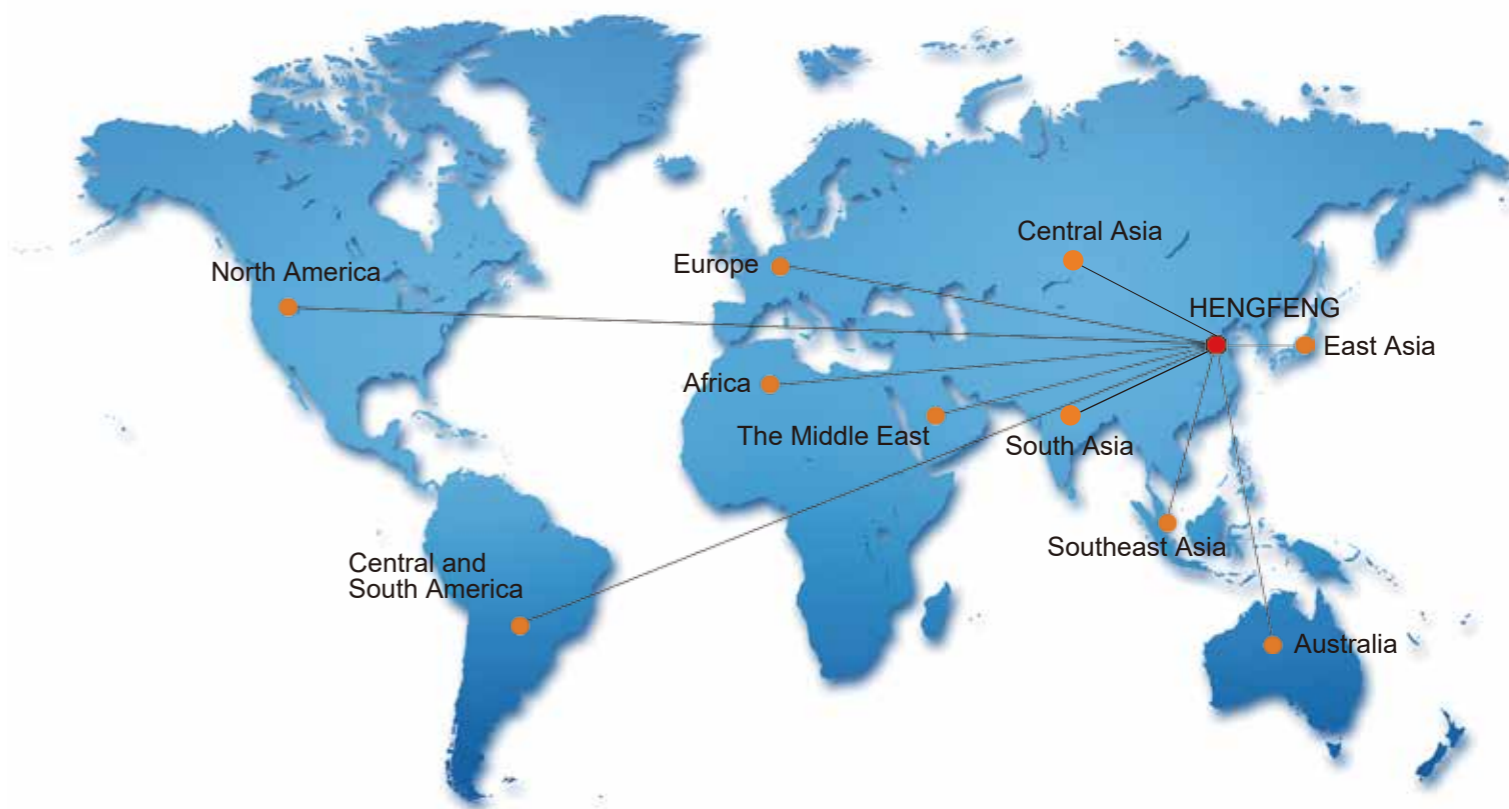 Central Asia
Europe
North America
HENGFENG
East Asia
Africa
The Middle East
South Asia
Southeast Asia
Central and
South America
Australia